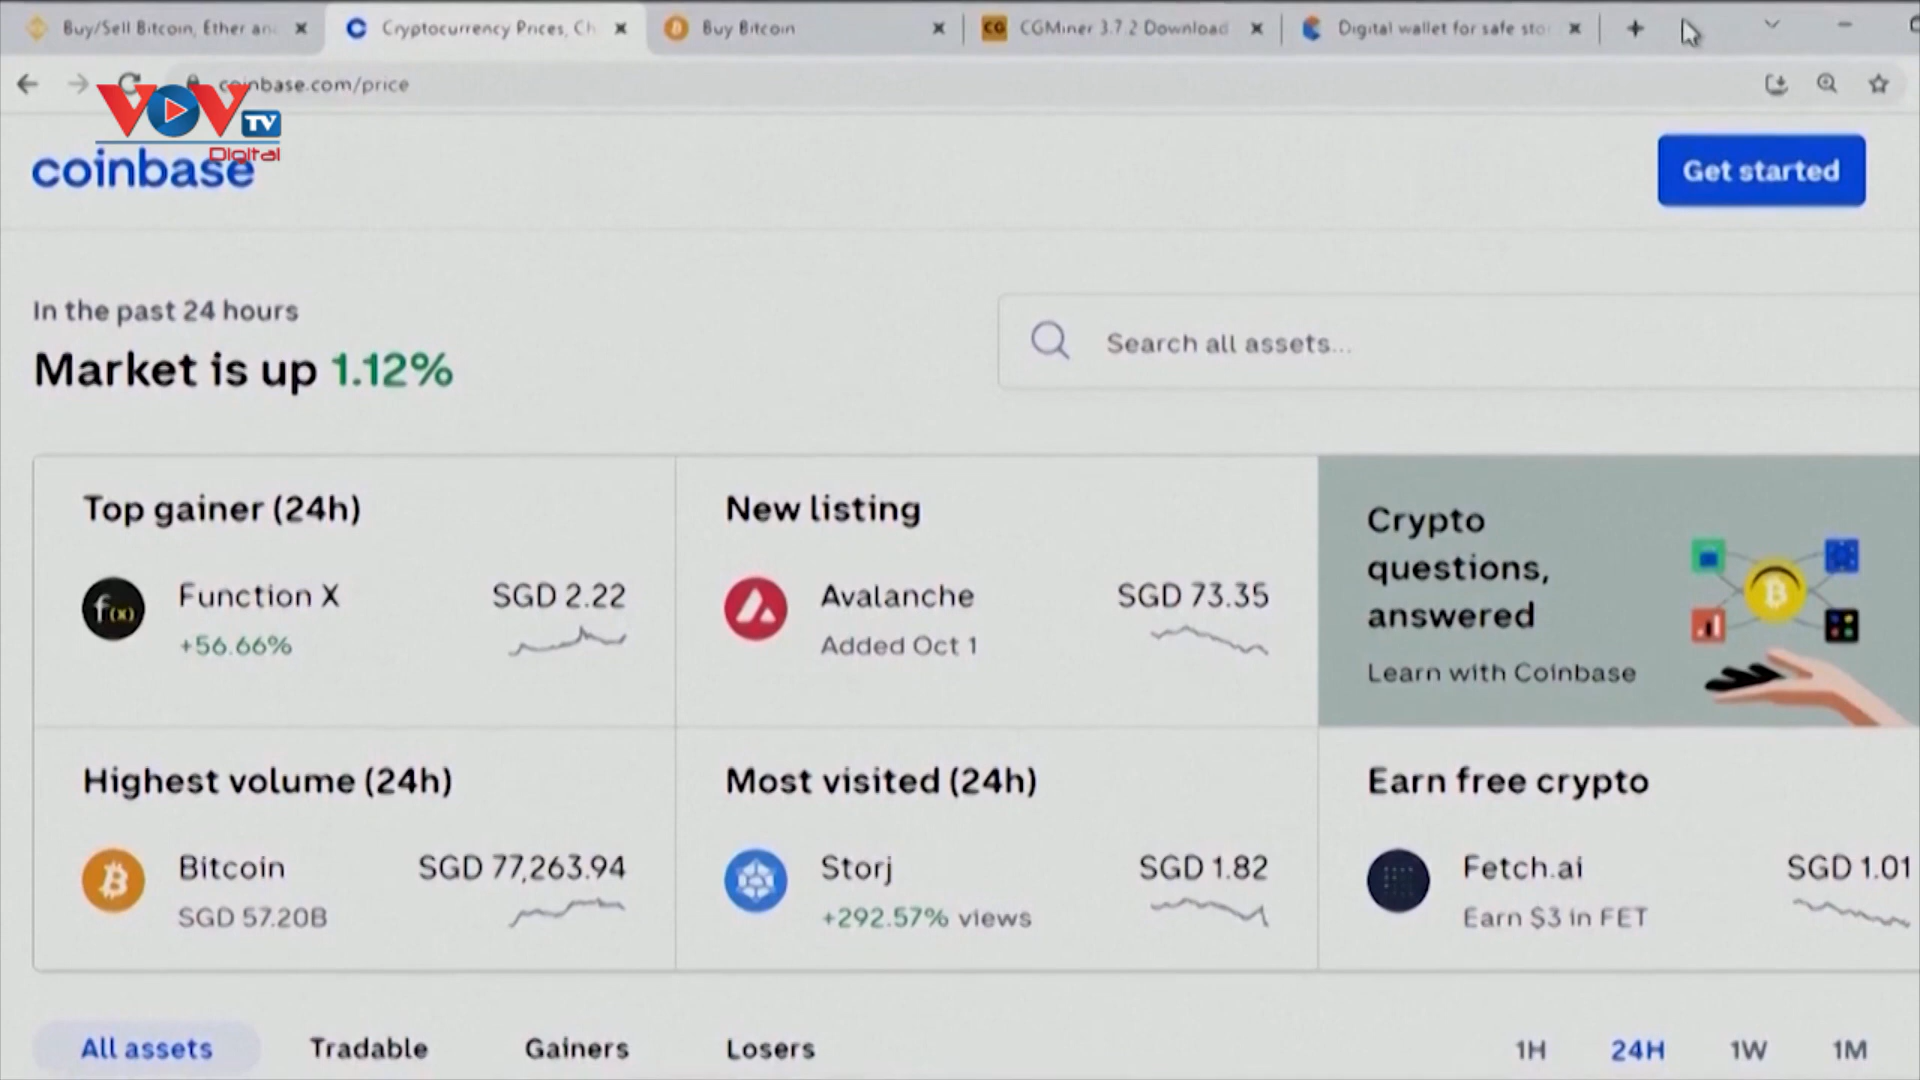 Buy/Sell Bitcoin, Ether an
Cryptocurrency Prices, Ch
Buy Bitcoin
CG
CGMiner 3.7.2 Download
Digital wallet for safe sto
coinbase.com/price
VOV TV
Digital
coinbase
Get started
In the past 24 hours
Market is up 1.12%
Search all assets...
Top gainer (24h)
f(x)
Function X
SGD 2.22
+56.66%
New listing
Avalanche
SGD 73.35
Added Oct 1
Crypto
questions,
answered
Learn with Coinbase
Highest volume (24h)
Bitcoin
SGD 77,263.94
SGD 57.20B
Most visited (24h)
Storj
SGD 1.82
+292.57% views
Earn free crypto
Fetch.ai
SGD 1.01
Earn $3 in FET
All assets
Tradable
Gainers
Losers
1H
24H
1W
1M